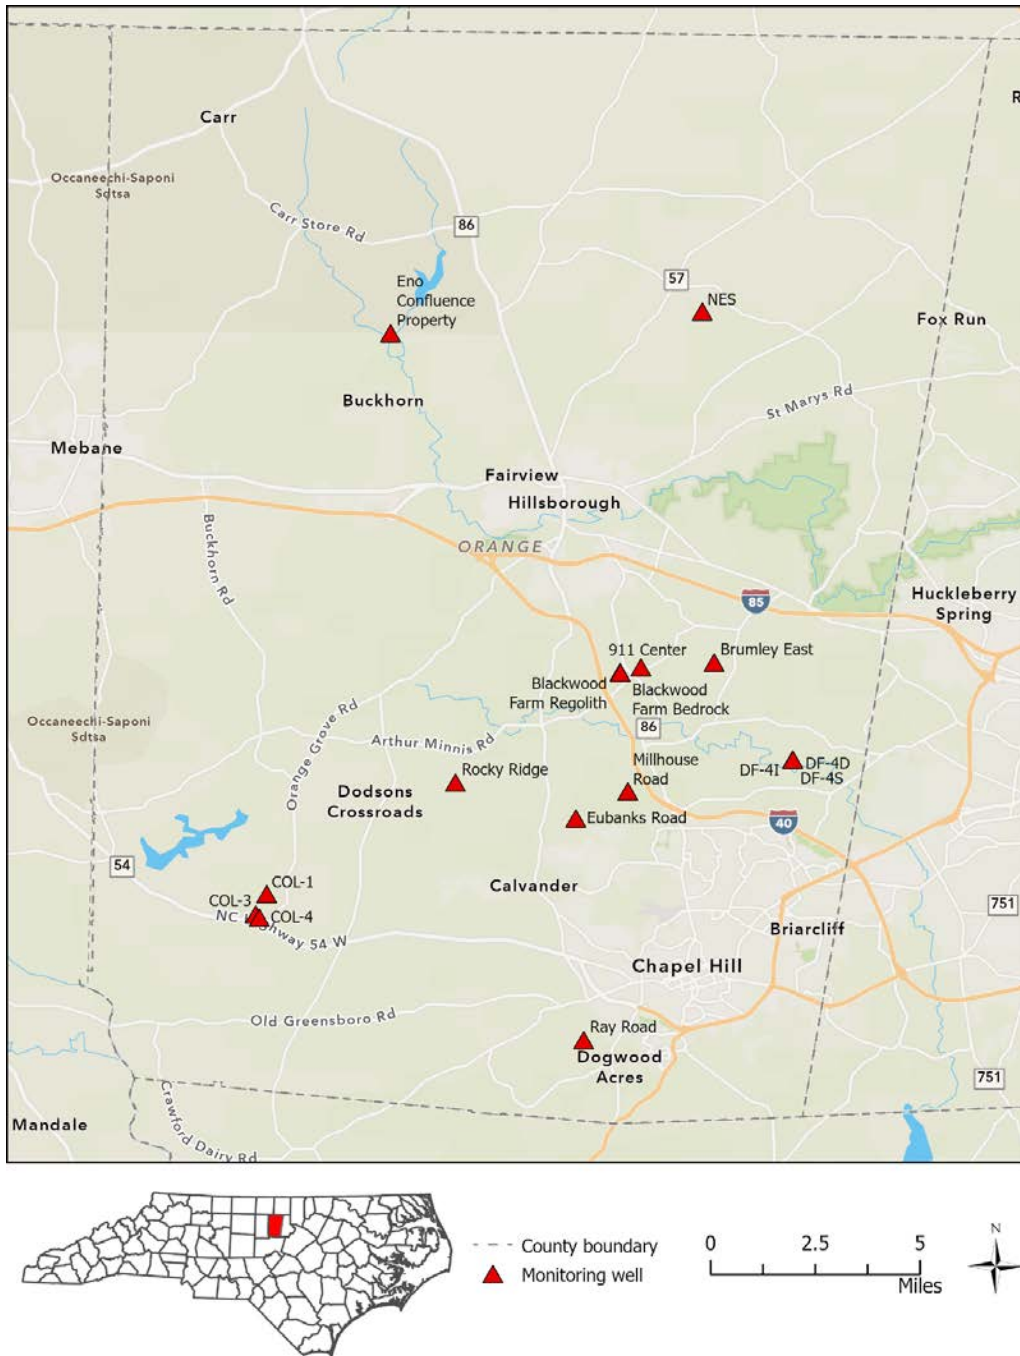 R
Carr
Occaneechi-Saponi
Sdtsa
Carr Store Rd
86
57
Eno
Confluence
Property
NES
Fox Run
Buckhorn
St Marys Rd
Mebane
Fairview
Hillsborough
Buckhorn Rd
ORANGE
85
Huckleberry
Spring
911 Center
Brumley East
Blackwood
Farm Regolith
Blackwood
Farm Bedrock
86
Occaneechi-Saponi
Sdtsa
Orange Grove Rd
Arthur Minnis Rd
Rocky Ridge
Millhouse
Road
DF-4I
DF-4D
DF-4S
Dodsons
Crossroads
Eubanks Road
40
54
Calvander
COL-1
COL-3
COL-4
NC Highway 54 W
751
Briarcliff
Chapel Hill
Old Greensboro Rd
Ray Road
Dogwood
Acres
751
Mandale
Crawford Dairy Rd
County boundary
Monitoring well
0 2.5 5
Miles
N